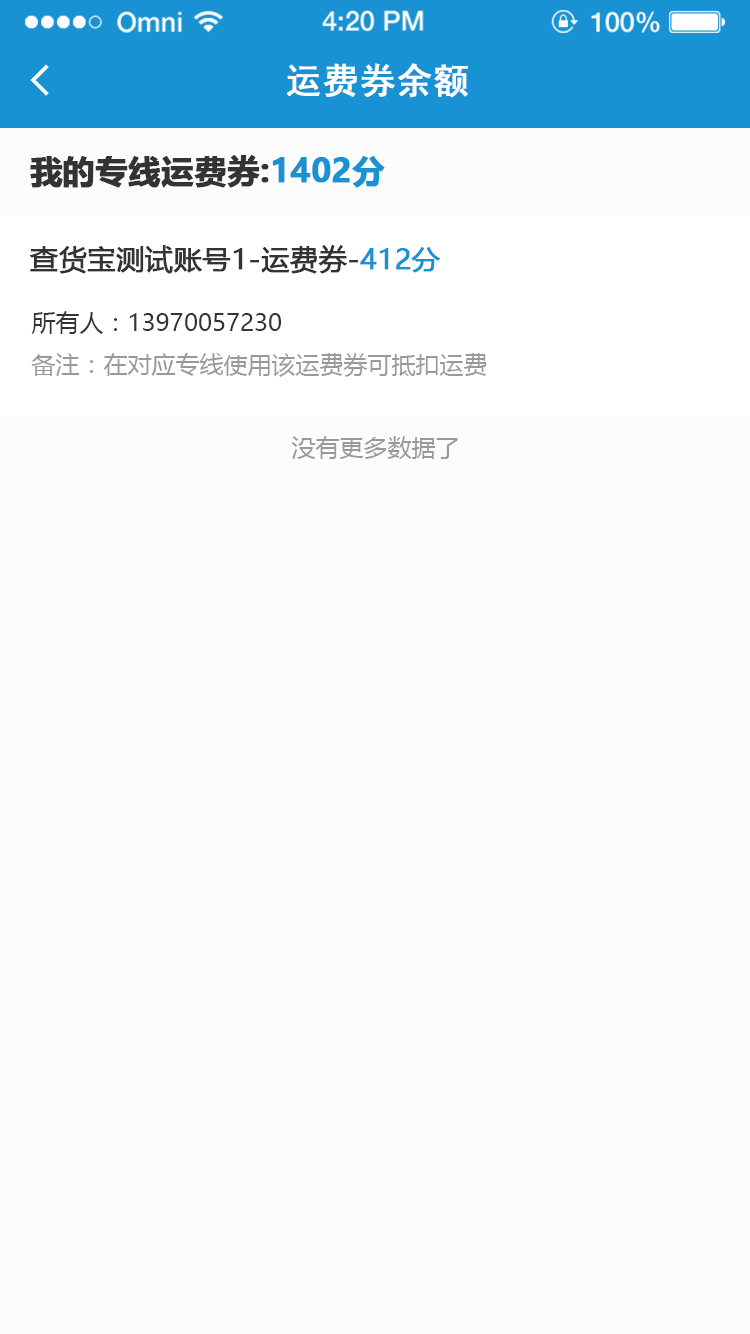 Omni 4:20 PM 100%
运费券余额
我的专线运费券:1402分
查货宝测试账号1-运费券-412分
所有人：13970057230
备注：在对应专线使用该运费券可抵扣运费
没有更多数据了